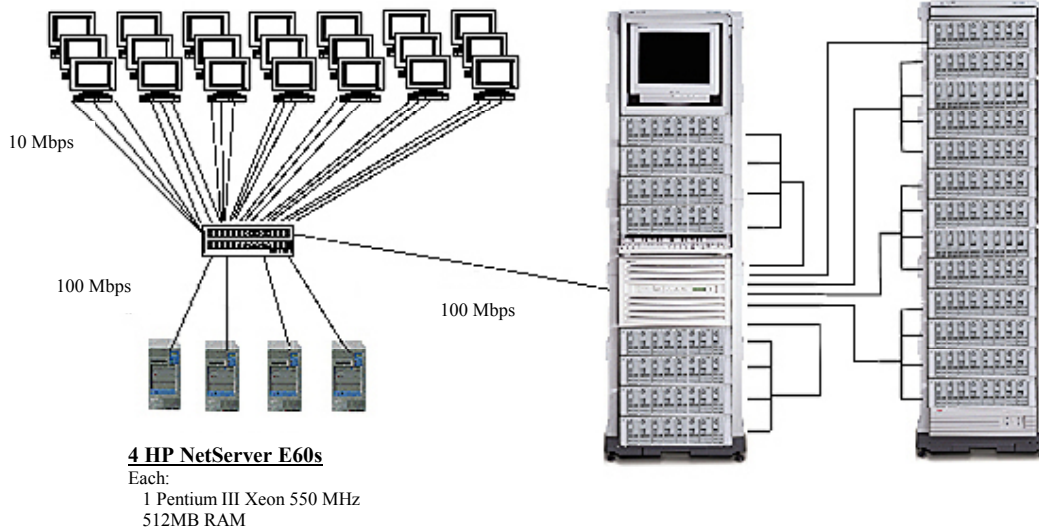 10 Mbps
100 Mbps
100 Mbps
4 HP NetServer E60s
Each:
1 Pentium III Xeon 550 MHz
512MB RAM